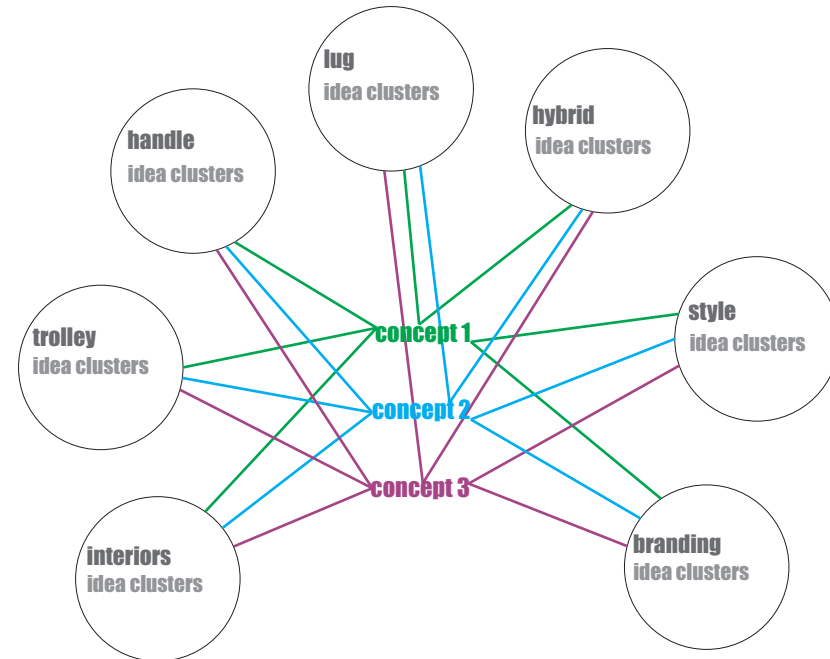 lug
idea clusters
hybrid
idea clusters
handle
idea clusters
style
idea clusters
trolley
idea clusters
concept 1
concept 2
concept 3
interiors
idea clusters
branding
idea clusters